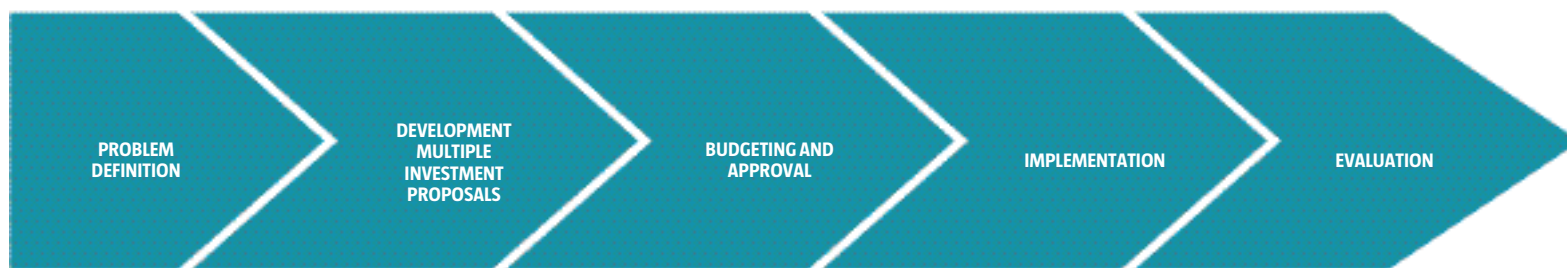 PROBLEM
DEFINITION
DEVELOPMENT
MULTIPLE
INVESTMENT
PROPOSALS
BUDGETING AND
APPROVAL
IMPLEMENTATION
EVALUATION